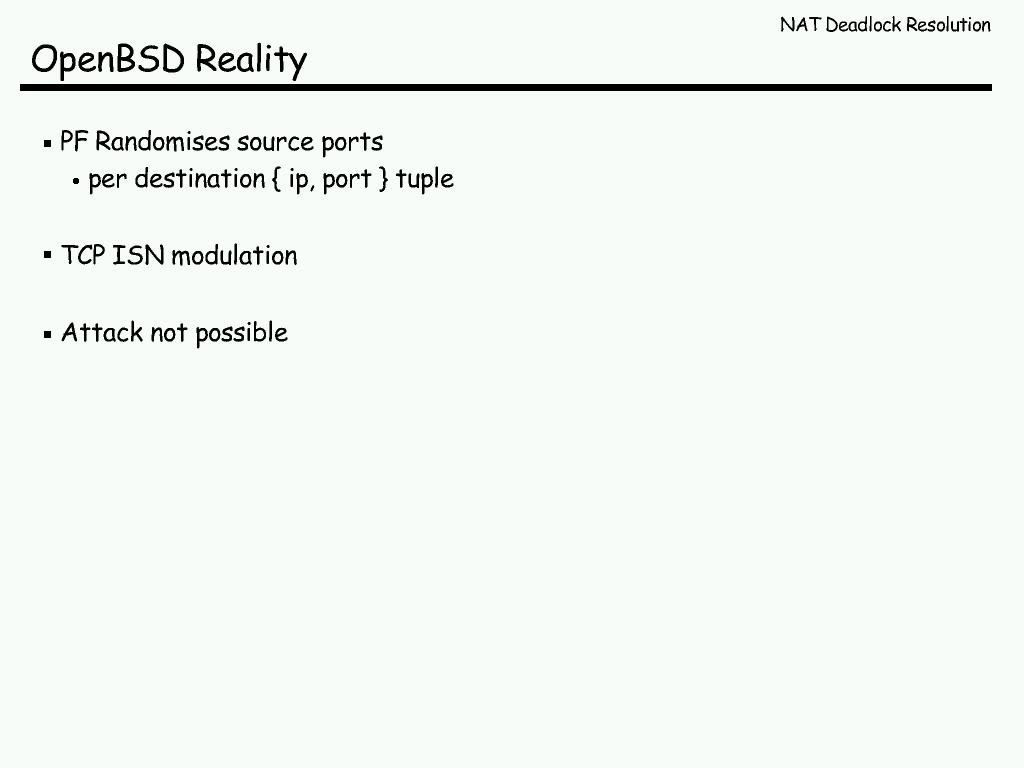 NAT Deadlock Resolution
OpenBSD Reality
▪ PF Randomises source ports
• per destination { ip, port } tuple
▪ TCP ISN modulation
▪ Attack not possible